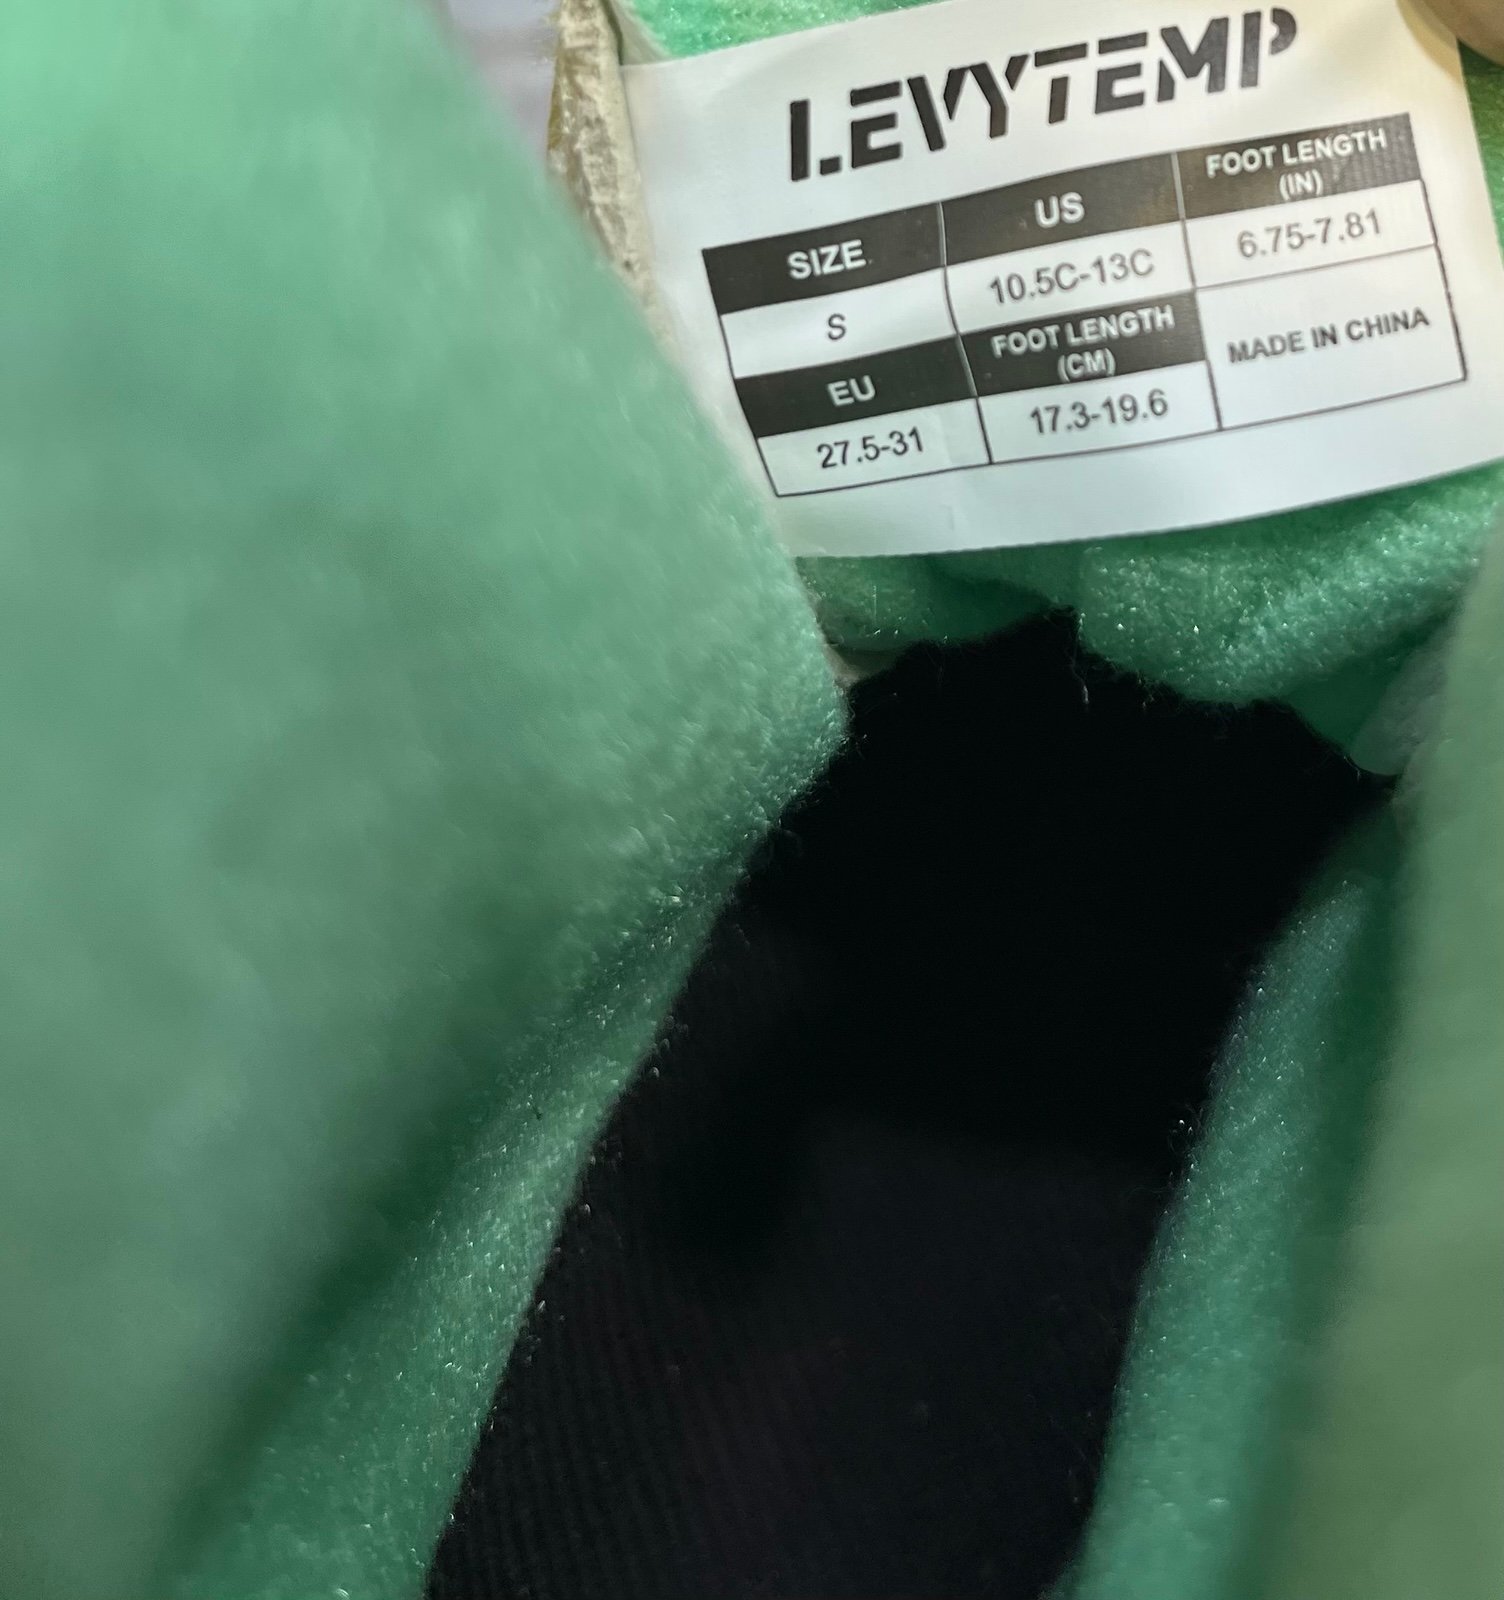 LEVYTEMP
SIZE US FOOT LENGTH (IN)
S 10.5C-13C 6.75-7.81
EU FOOT LENGTH (CM) MADE IN CHINA
27.5-31 17.3-19.6